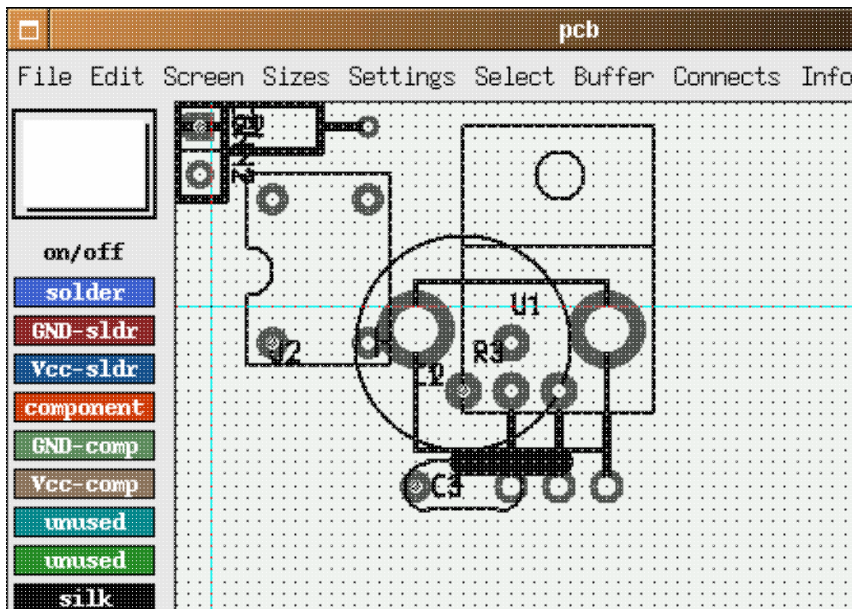 pcb
File Edit Screen Sizes Settings Select Buffer Connects Info
on/off
solder
GND-sldr
Vcc-sldr
component
GND-comp
Vcc-comp
unused
unused
silk
U1
R3
C3